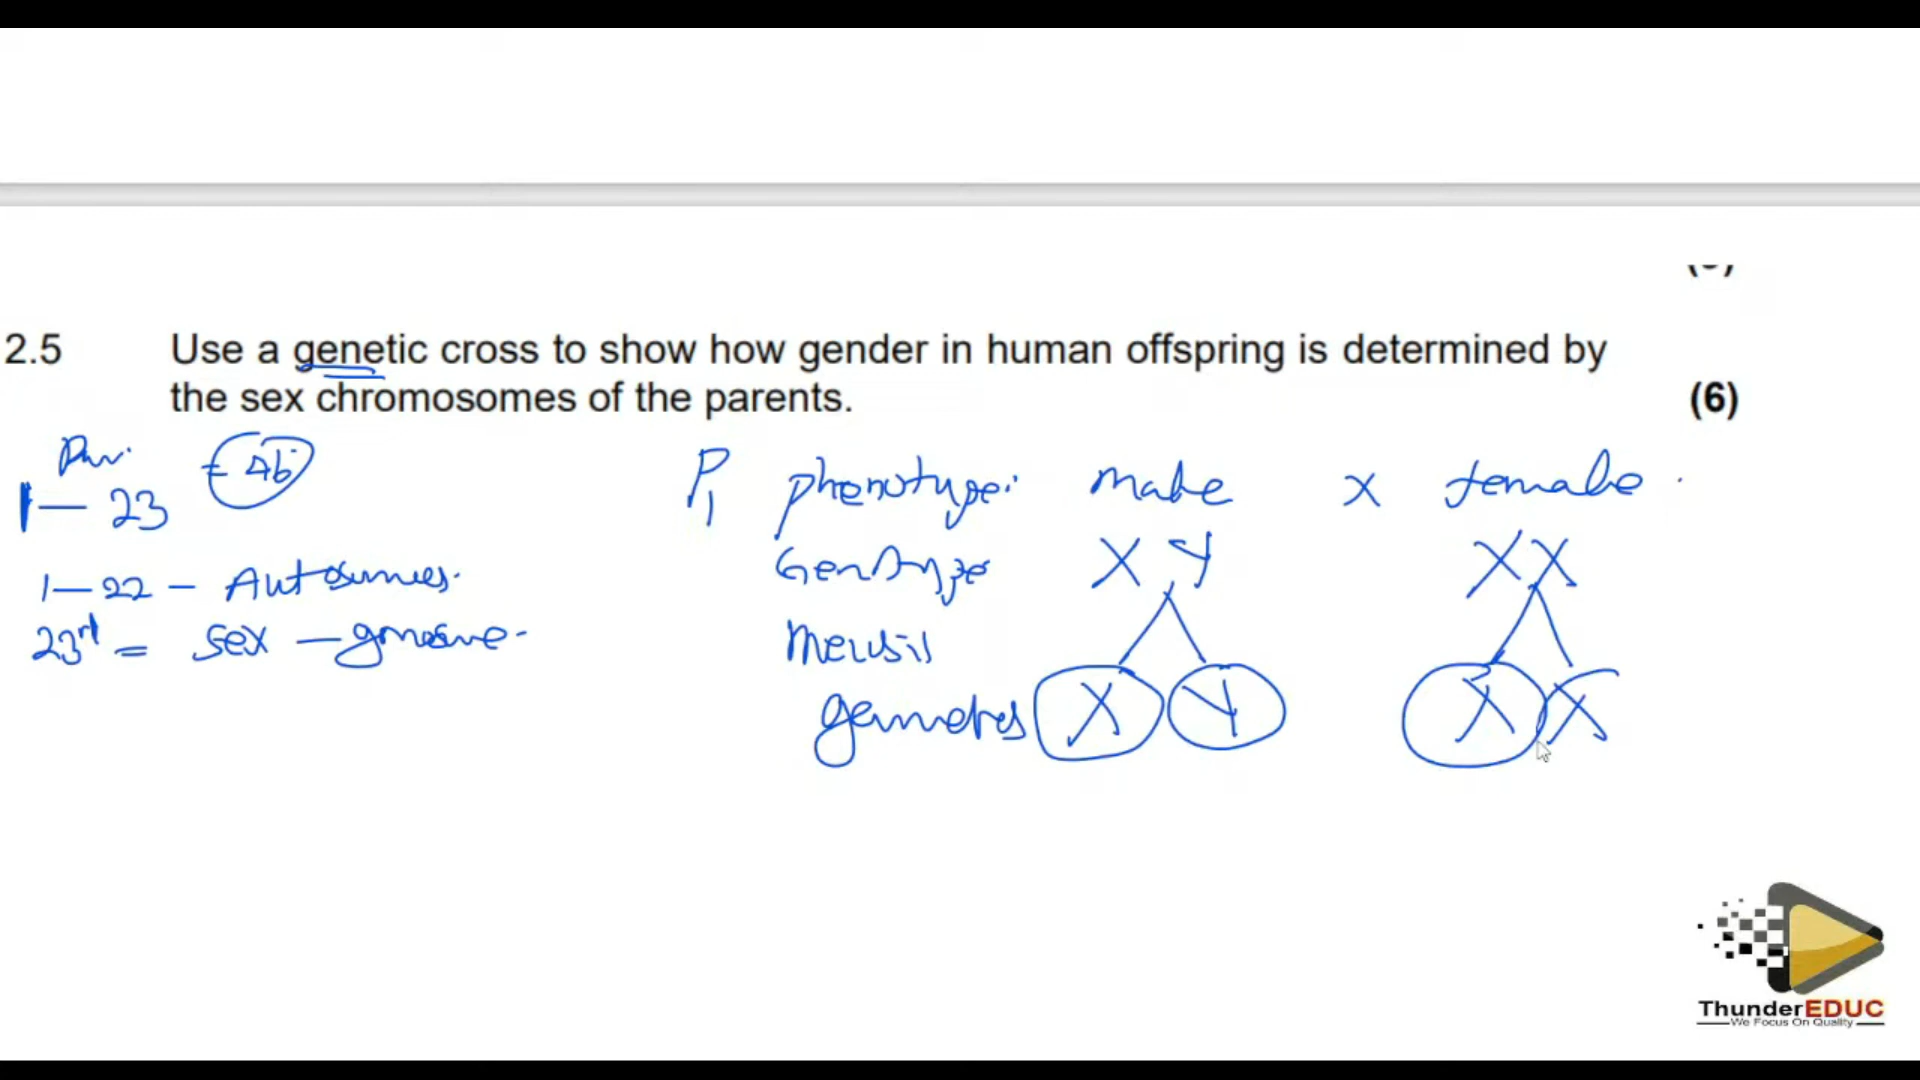 2.5 Use a genetic cross to show how gender in human offspring is determined by
the sex chromosomes of the parents. (6)
= 46
1 — 23
1 — 22 — Autosomes.
23rd = sex —
P1 phenotype: male x female
Genotype XY XX
Meiosis
gametes X Y X X
ThunderEDUC
We Focus On Quality